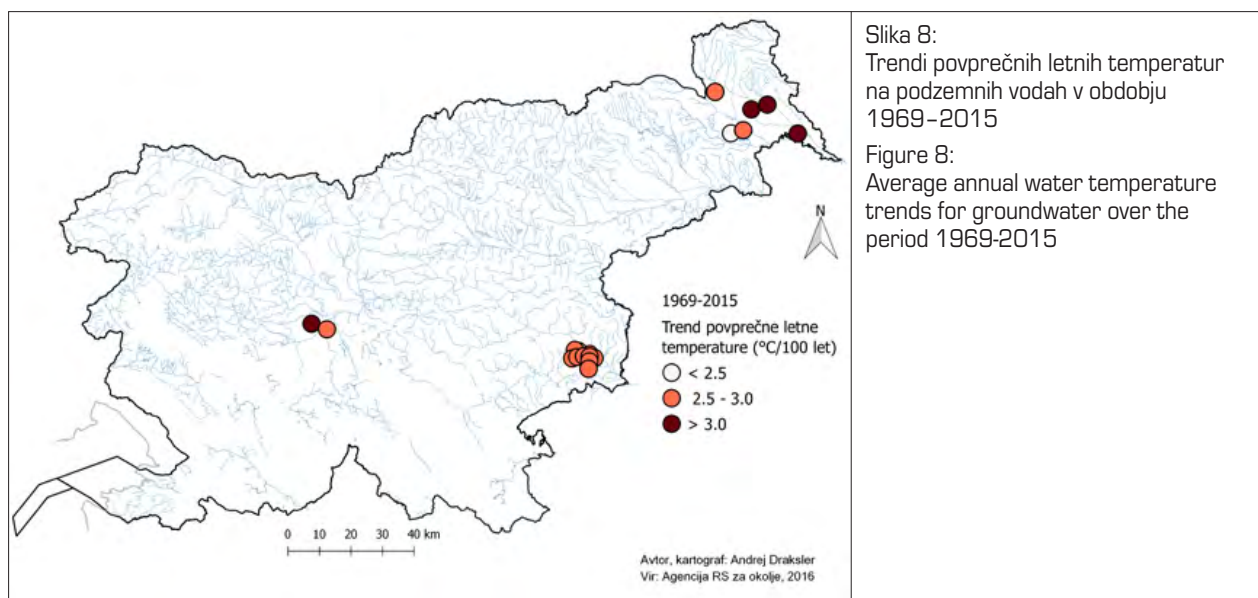 N
1969-2015
Trend povprečne letne
temperature (°C/100 let)
< 2.5
2.5 - 3.0
> 3.0
0 10 20 30 40 km
Avtor, kartograf: Andrej Draksler
Vir: Agencija RS za okolje, 2016
Slika 8:
Trendi povprečnih letnih temperatur
na podzemnih vodah v obdobju
1969–2015
Figure 8:
Average annual water temperature
trends for groundwater over the
period 1969-2015